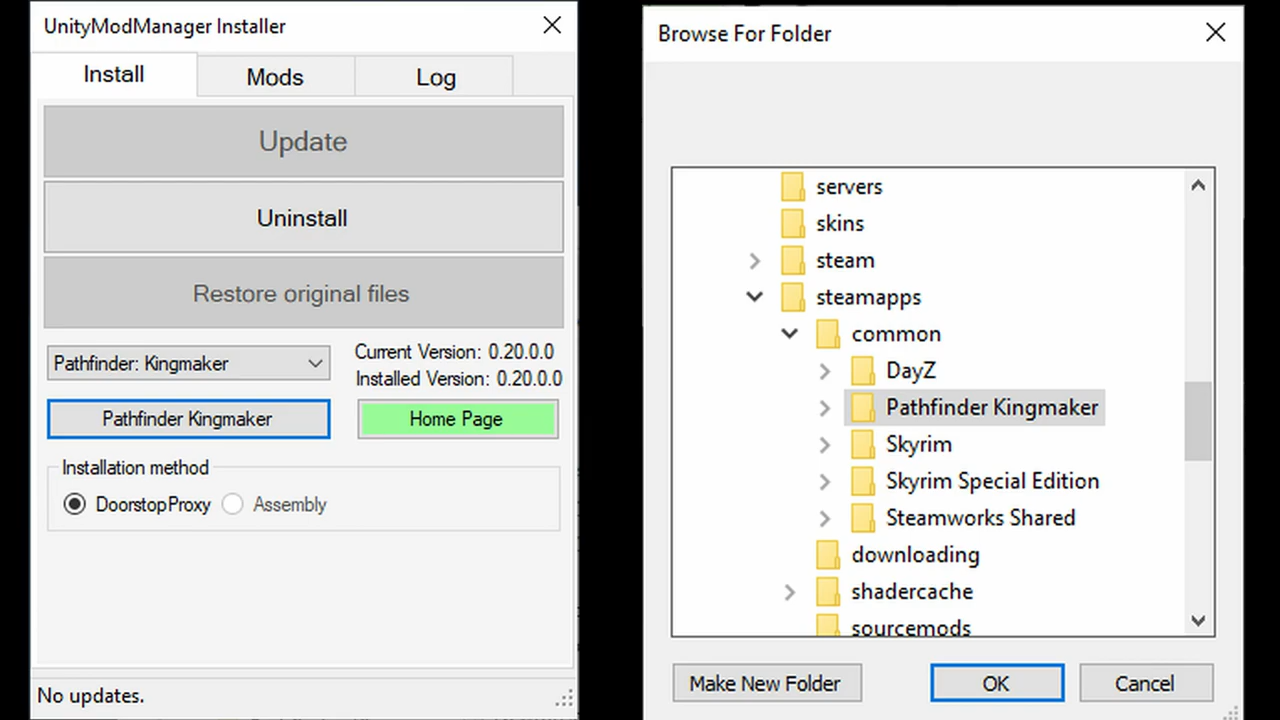 UnityModManager Installer
Install
Mods
Log
Update
Uninstall
Restore original files
Pathfinder: Kingmaker
Current Version: 0.20.0.0
Installed Version: 0.20.0.0
Pathfinder Kingmaker
Home Page
Installation method
DoorstopProxy
Assembly
No updates.
Browse For Folder
servers
skins
steam
steamapps
common
DayZ
Pathfinder Kingmaker
Skyrim
Skyrim Special Edition
Steamworks Shared
downloading
shadercache
sourcemods
Make New Folder
OK
Cancel